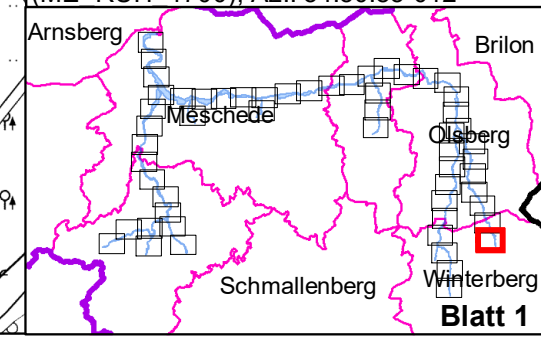 Arnsberg
Brilon
Meschede
Olsberg
Schmallenberg
Winterberg
Blatt 1